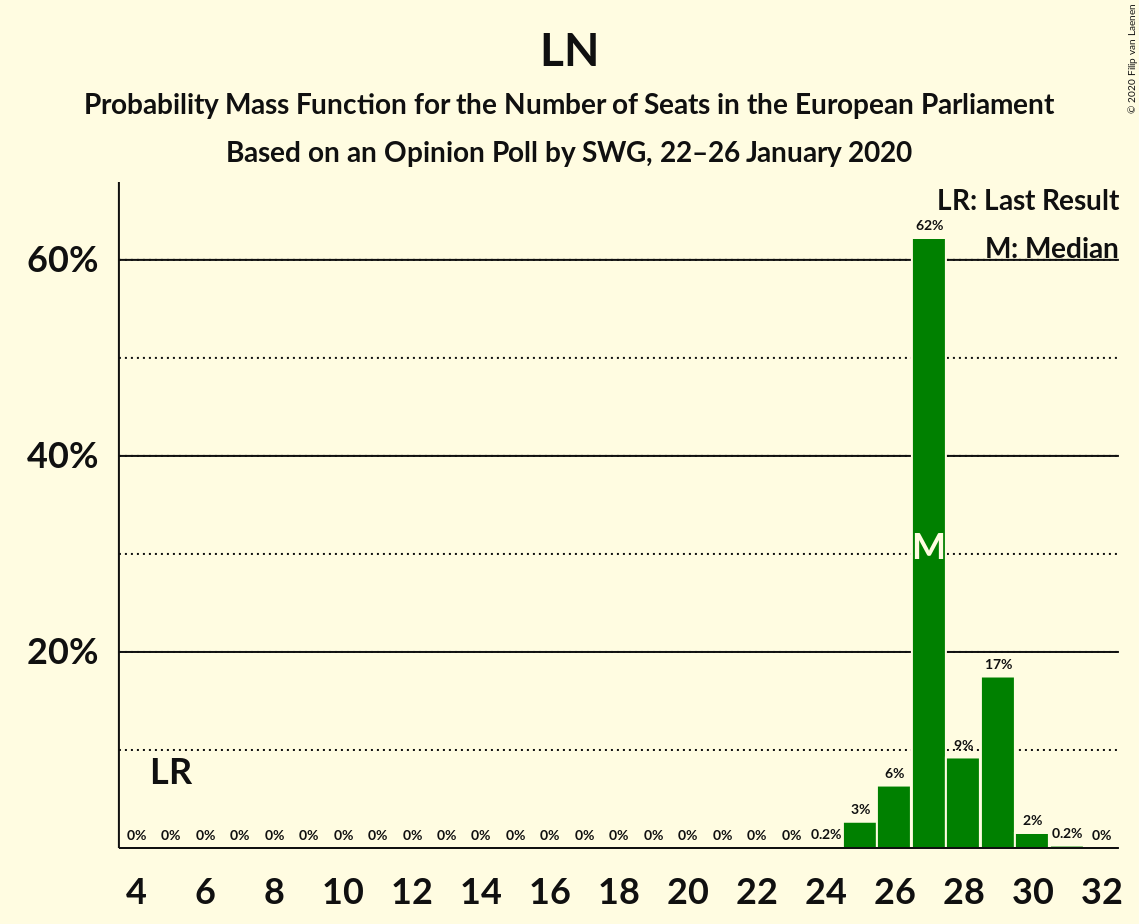 LN
Probability Mass Function for the Number of Seats in the European Parliament
Based on an Opinion Poll by SWG, 22–26 January 2020
© 2020 Filip van Laenen
LR: Last Result
M: Median
62%
60%
40%
M
20%
17%
9%
LR
6%
3%
2%
0% 0% 0% 0% 0% 0% 0% 0% 0% 0% 0% 0% 0% 0% 0% 0% 0% 0% 0% 0% 0.2% 0.2% 0%
4 6 8 10 12 14 16 18 20 22 24 26 28 30 32